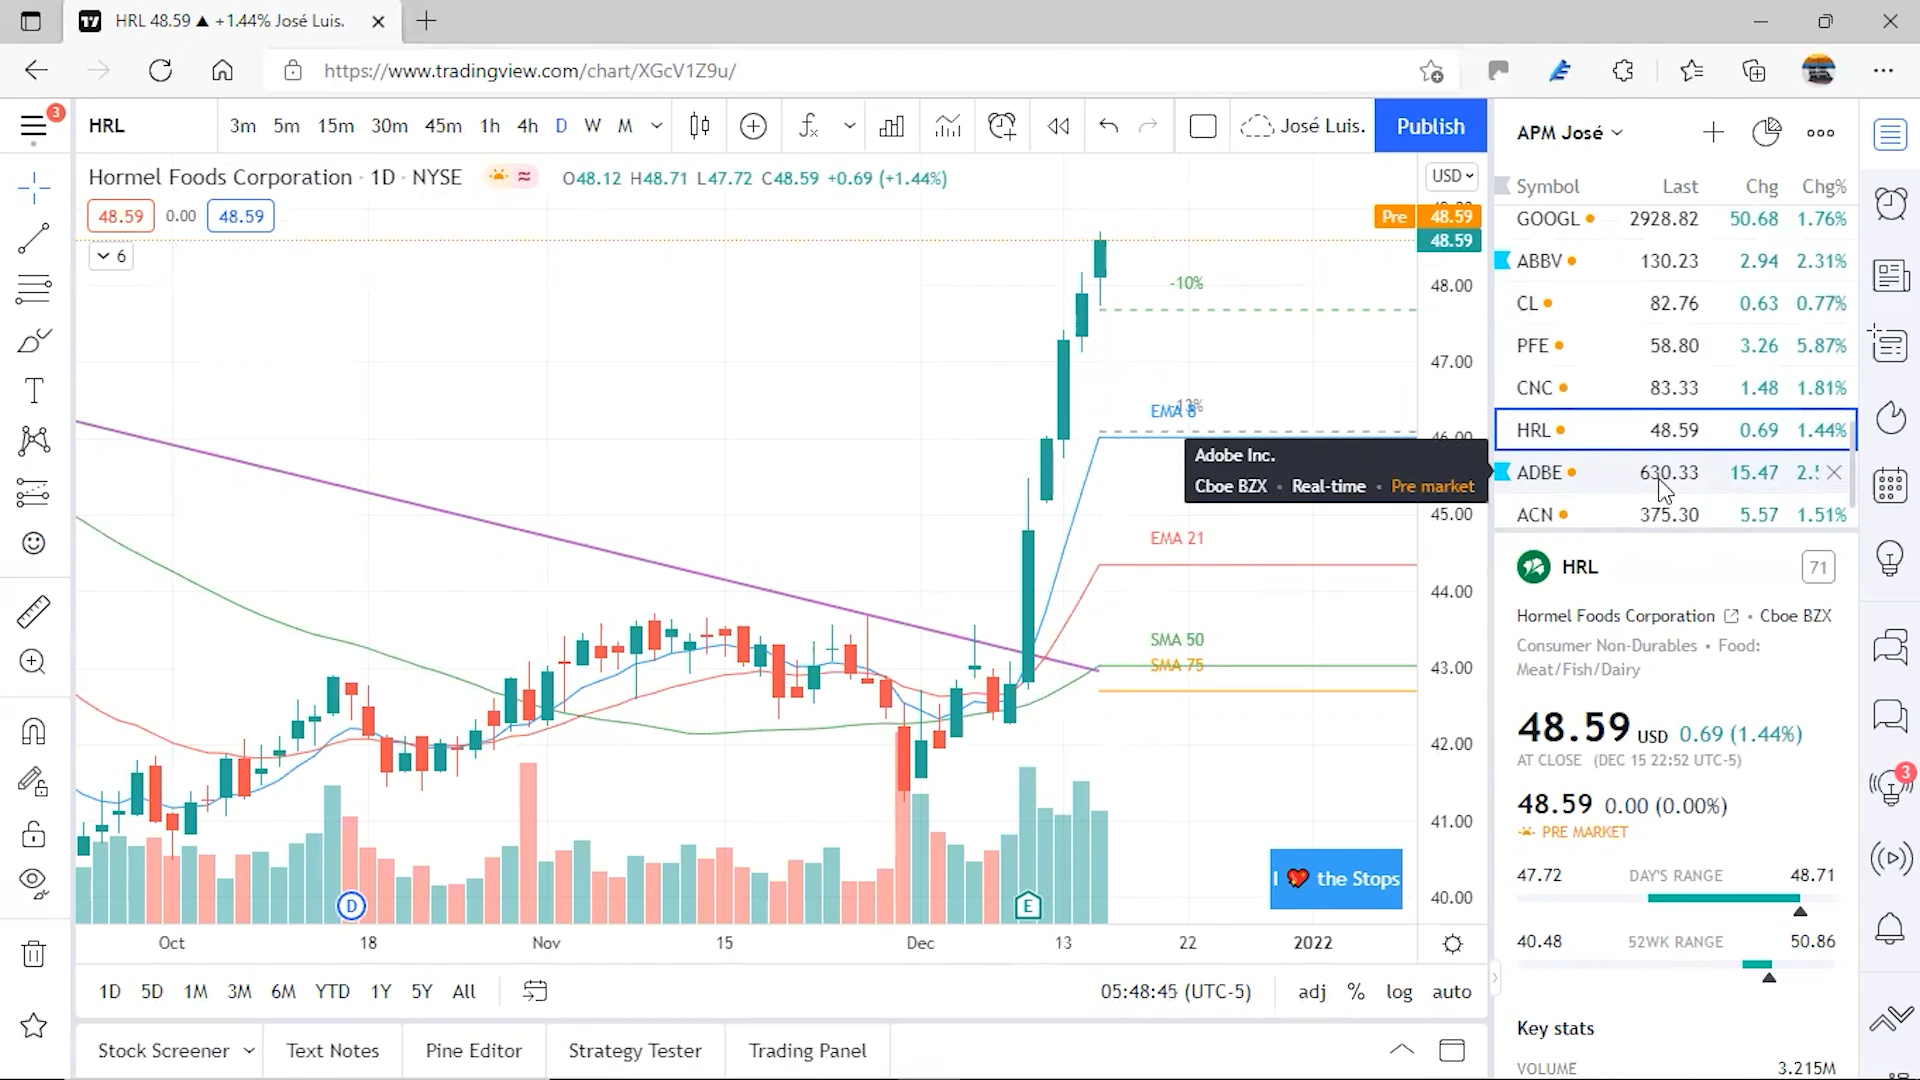 HRL 48.59 ▲ +1.44% José Luis.
https://www.tradingview.com/chart/XGcV1Z9u/
3
HRL
3m 5m 15m 30m 45m 1h 4h D W M
José Luis.
Publish
Hormel Foods Corporation · 1D · NYSE
O48.12 H48.71 L47.72 C48.59 +0.69 (+1.44%)
48.59 0.00 48.59
6
USD
Pre 48.59
48.59
48.00
47.00
46.00
45.00
44.00
43.00
42.00
41.00
40.00
-10%
EMA 8
EMA 21
SMA 50
SMA 75
Adobe Inc.
Cboe BZX • Real-time • Pre market
I ❤ the Stops
D
E
Oct 18 Nov 15 Dec 13 22 2022
1D 5D 1M 3M 6M YTD 1Y 5Y All
05:48:45 (UTC-5)
adj % log auto
Stock Screener
Text Notes
Pine Editor
Strategy Tester
Trading Panel
APM José
Symbol Last Chg Chg%
GOOGL 2928.82 50.68 1.76%
ABBV 130.23 2.94 2.31%
CL 82.76 0.63 0.77%
PFE 58.80 3.26 5.87%
CNC 83.33 1.48 1.81%
HRL 48.59 0.69 1.44%
ADBE 630.33 15.47
ACN 375.30 5.57 1.51%
HRL
71
Hormel Foods Corporation • Cboe BZX
Consumer Non-Durables • Food:
Meat/Fish/Dairy
48.59 USD 0.69 (1.44%)
AT CLOSE (DEC 15 22:52 UTC-5)
48.59 0.00 (0.00%)
PRE MARKET
47.72 DAY'S RANGE 48.71
40.48 52WK RANGE 50.86
Key stats
VOLUME 3.215M
3